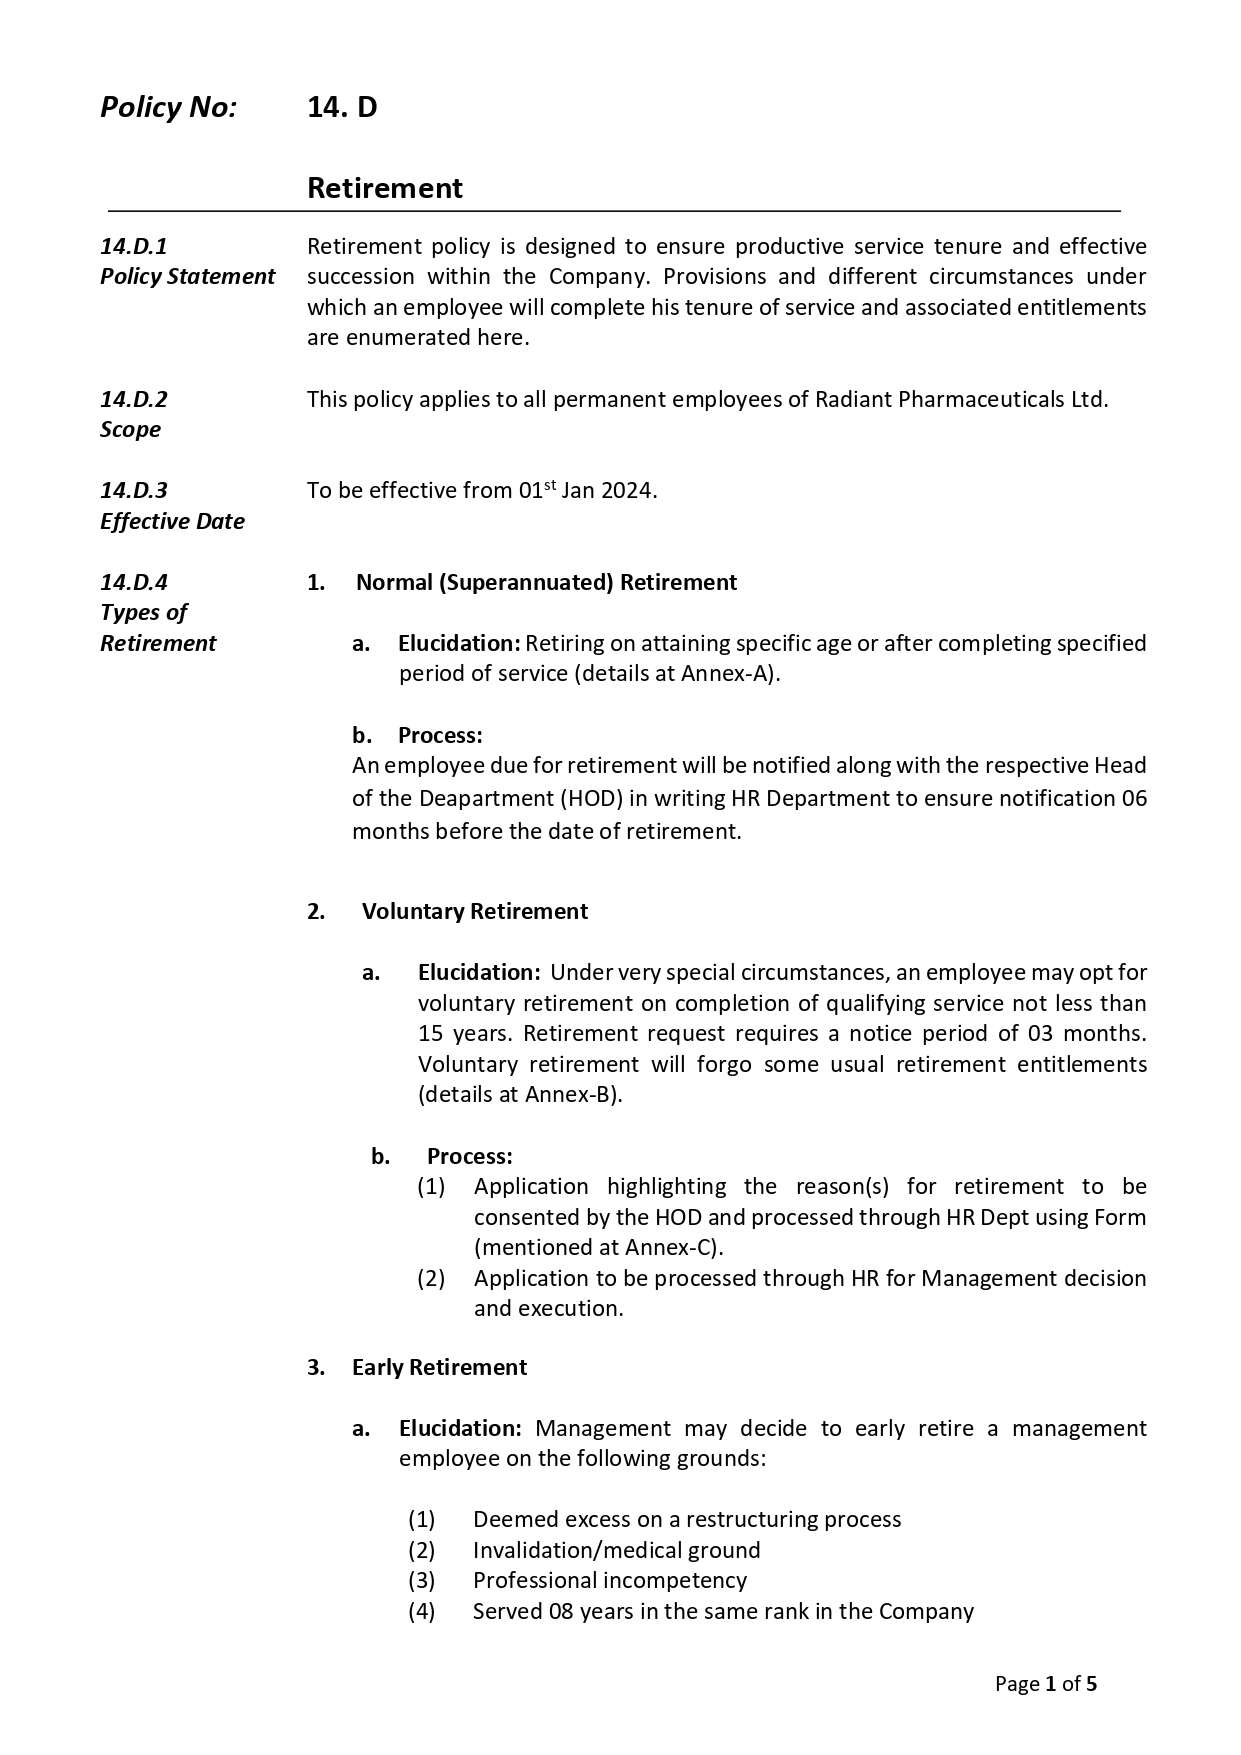 Policy No: 14. D
Retirement
14.D.1 Retirement policy is designed to ensure productive service tenure and effective
Policy Statement succession within the Company. Provisions and different circumstances under
which an employee will complete his tenure of service and associated entitlements
are enumerated here.
14.D.2 This policy applies to all permanent employees of Radiant Pharmaceuticals Ltd.
Scope
14.D.3 To be effective from 01st Jan 2024.
Effective Date
14.D.4 1. Normal (Superannuated) Retirement
Types of
Retirement a. Elucidation: Retiring on attaining specific age or after completing specified
period of service (details at Annex-A).
b. Process:
An employee due for retirement will be notified along with the respective Head
of the Deapartment (HOD) in writing HR Department to ensure notification 06
months before the date of retirement.
2. Voluntary Retirement
a. Elucidation: Under very special circumstances, an employee may opt for
voluntary retirement on completion of qualifying service not less than
15 years. Retirement request requires a notice period of 03 months.
Voluntary retirement will forgo some usual retirement entitlements
(details at Annex-B).
b. Process:
(1) Application highlighting the reason(s) for retirement to be
consented by the HOD and processed through HR Dept using Form
(mentioned at Annex-C).
(2) Application to be processed through HR for Management decision
and execution.
3. Early Retirement
a. Elucidation: Management may decide to early retire a management
employee on the following grounds:
(1) Deemed excess on a restructuring process
(2) Invalidation/medical ground
(3) Professional incompetency
(4) Served 08 years in the same rank in the Company
Page 1 of 5